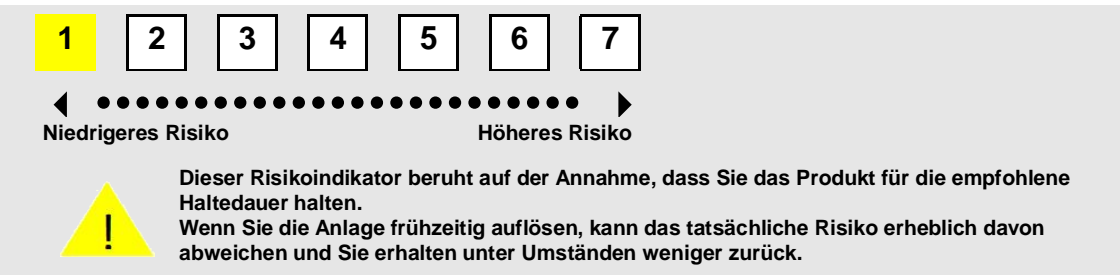 1 2 3 4 5 6 7
Niedrigeres Risiko Höheres Risiko
Dieser Risikoindikator beruht auf der Annahme, dass Sie das Produkt für die empfohlene
Haltedauer halten.
Wenn Sie die Anlage frühzeitig auflösen, kann das tatsächliche Risiko erheblich davon
abweichen und Sie erhalten unter Umständen weniger zurück.
!